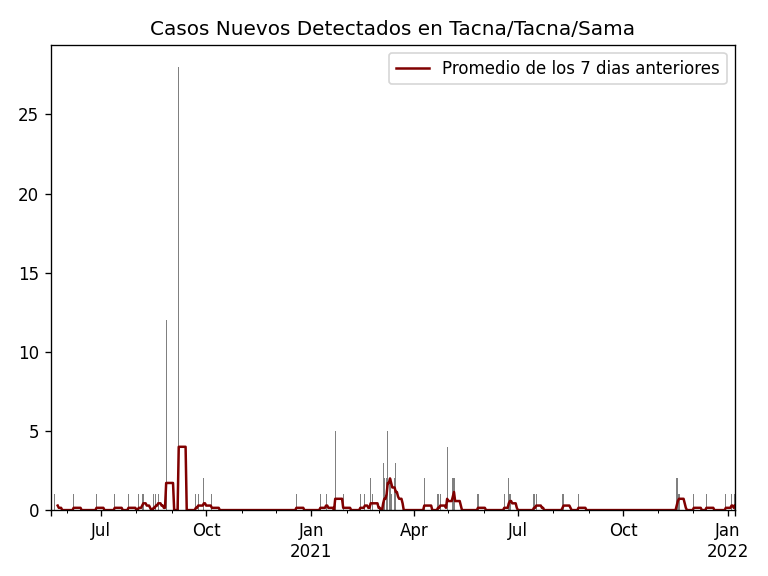 Casos Nuevos Detectados en Tacna/Tacna/Sama
Promedio de los 7 dias anteriores
25
20
15
10
5
0
Jul Oct Jan Apr Jul Oct Jan
2021 2022